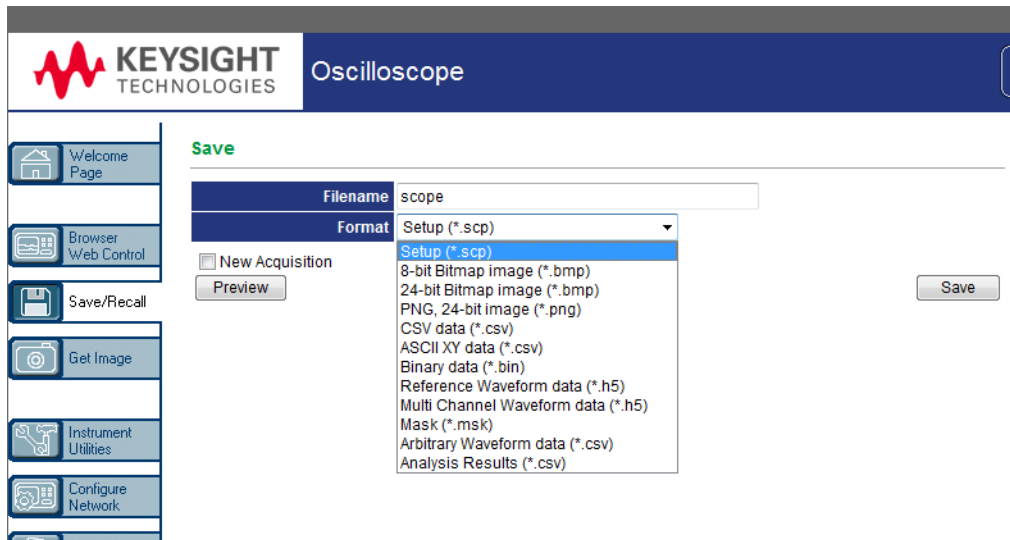 KEYSIGHT
TECHNOLOGIES
Oscilloscope
Welcome
Page
Browser
Web Control
Save/Recall
Get Image
Instrument
Utilities
Configure
Network
Save
Filename
scope
Format
Setup (*.scp)
Setup (*.scp)
8-bit Bitmap image (*.bmp)
24-bit Bitmap image (*.bmp)
PNG, 24-bit image (*.png)
CSV data (*.csv)
ASCII XY data (*.csv)
Binary data (*.bin)
Reference Waveform data (*.h5)
Multi Channel Waveform data (*.h5)
Mask (*.msk)
Arbitrary Waveform data (*.csv)
Analysis Results (*.csv)
New Acquisition
Preview
Save